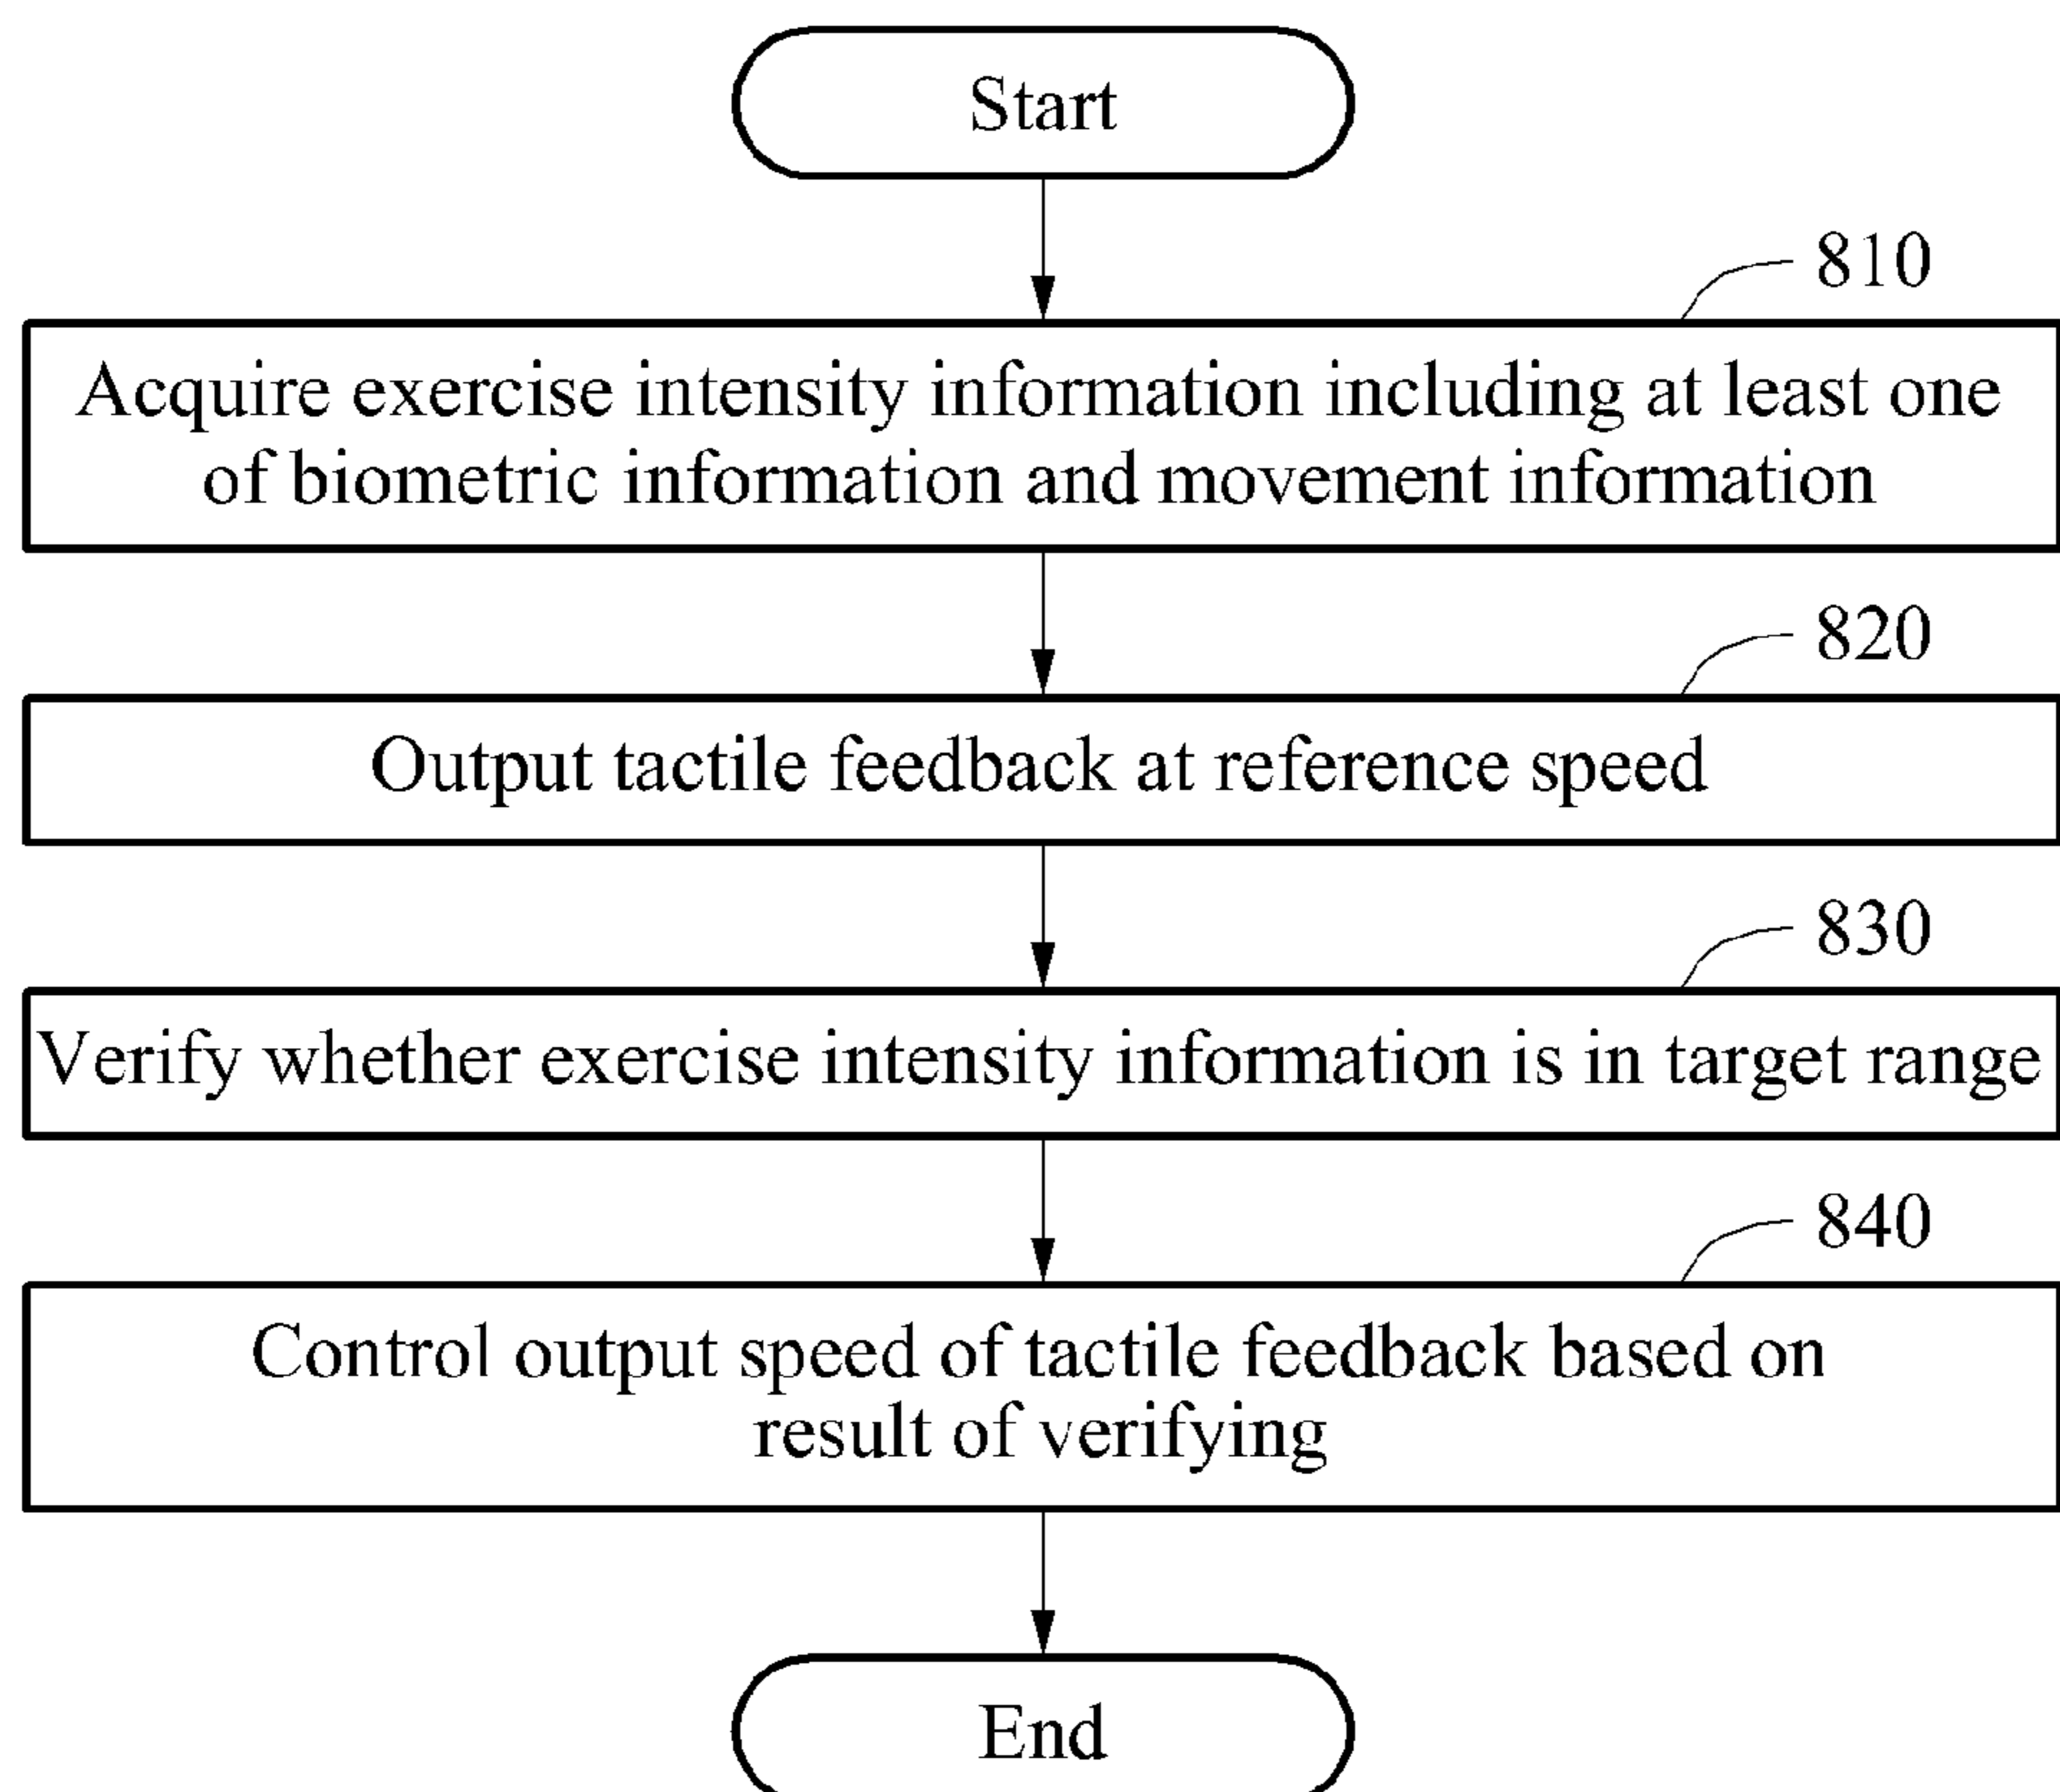 Start
810
Acquire exercise intensity information including at least one
of biometric information and movement information
820
Output tactile feedback at reference speed
830
Verify whether exercise intensity information is in target range
840
Control output speed of tactile feedback based on
result of verifying
End